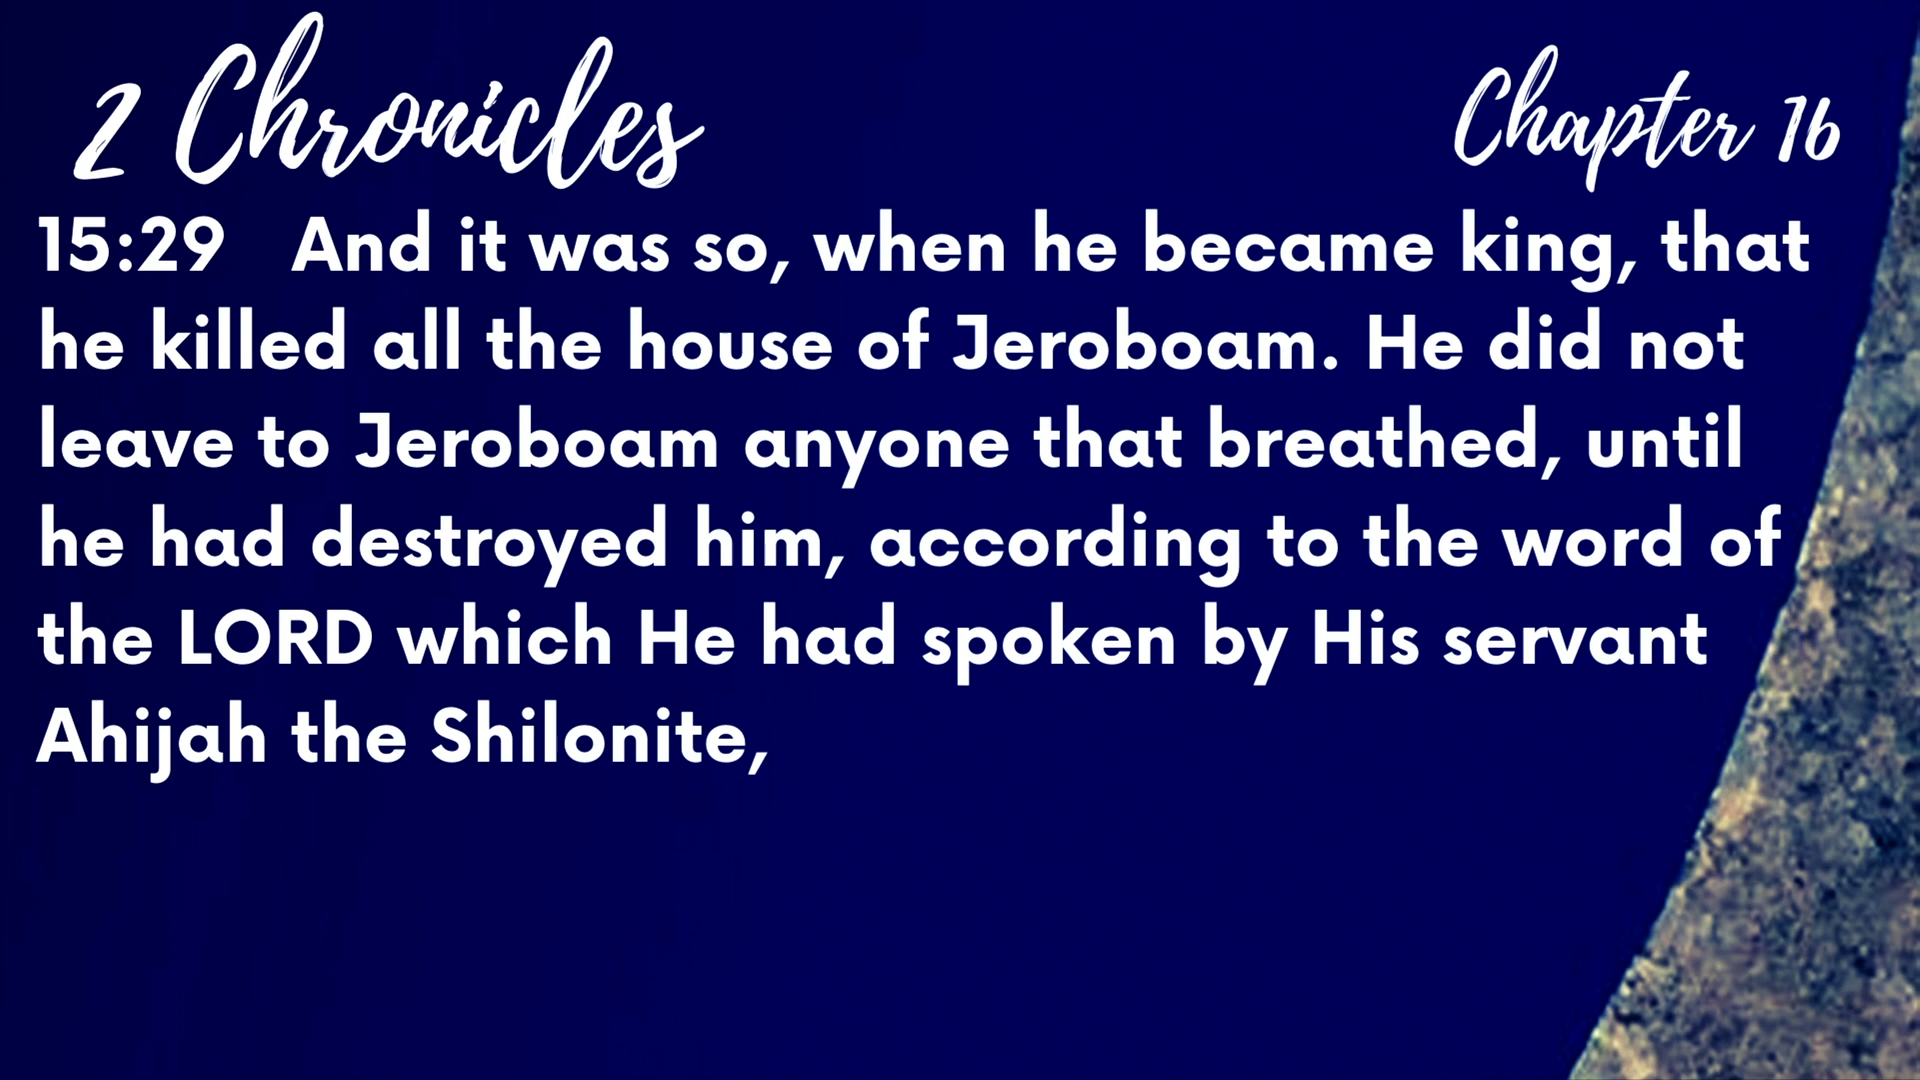 2 Chronicles
Chapter 16
15:29 And it was so, when he became king, that
he killed all the house of Jeroboam. He did not
leave to Jeroboam anyone that breathed, until
he had destroyed him, according to the word of
the LORD which He had spoken by His servant
Ahijah the Shilonite,